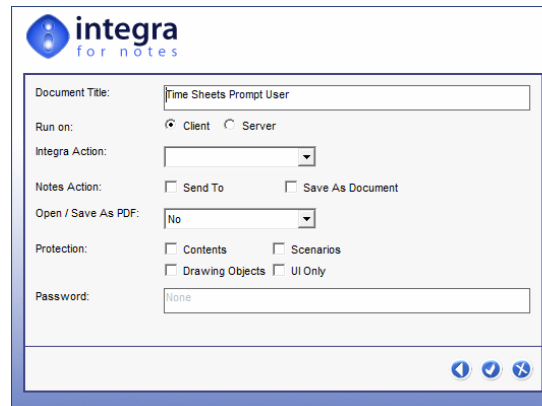 integra
for notes
Document Title: Time Sheets Prompt User
Run on: Client Server
Integra Action:
Notes Action: Send To Save As Document
Open / Save As PDF: No
Protection: Contents Scenarios
Drawing Objects UI Only
Password: None